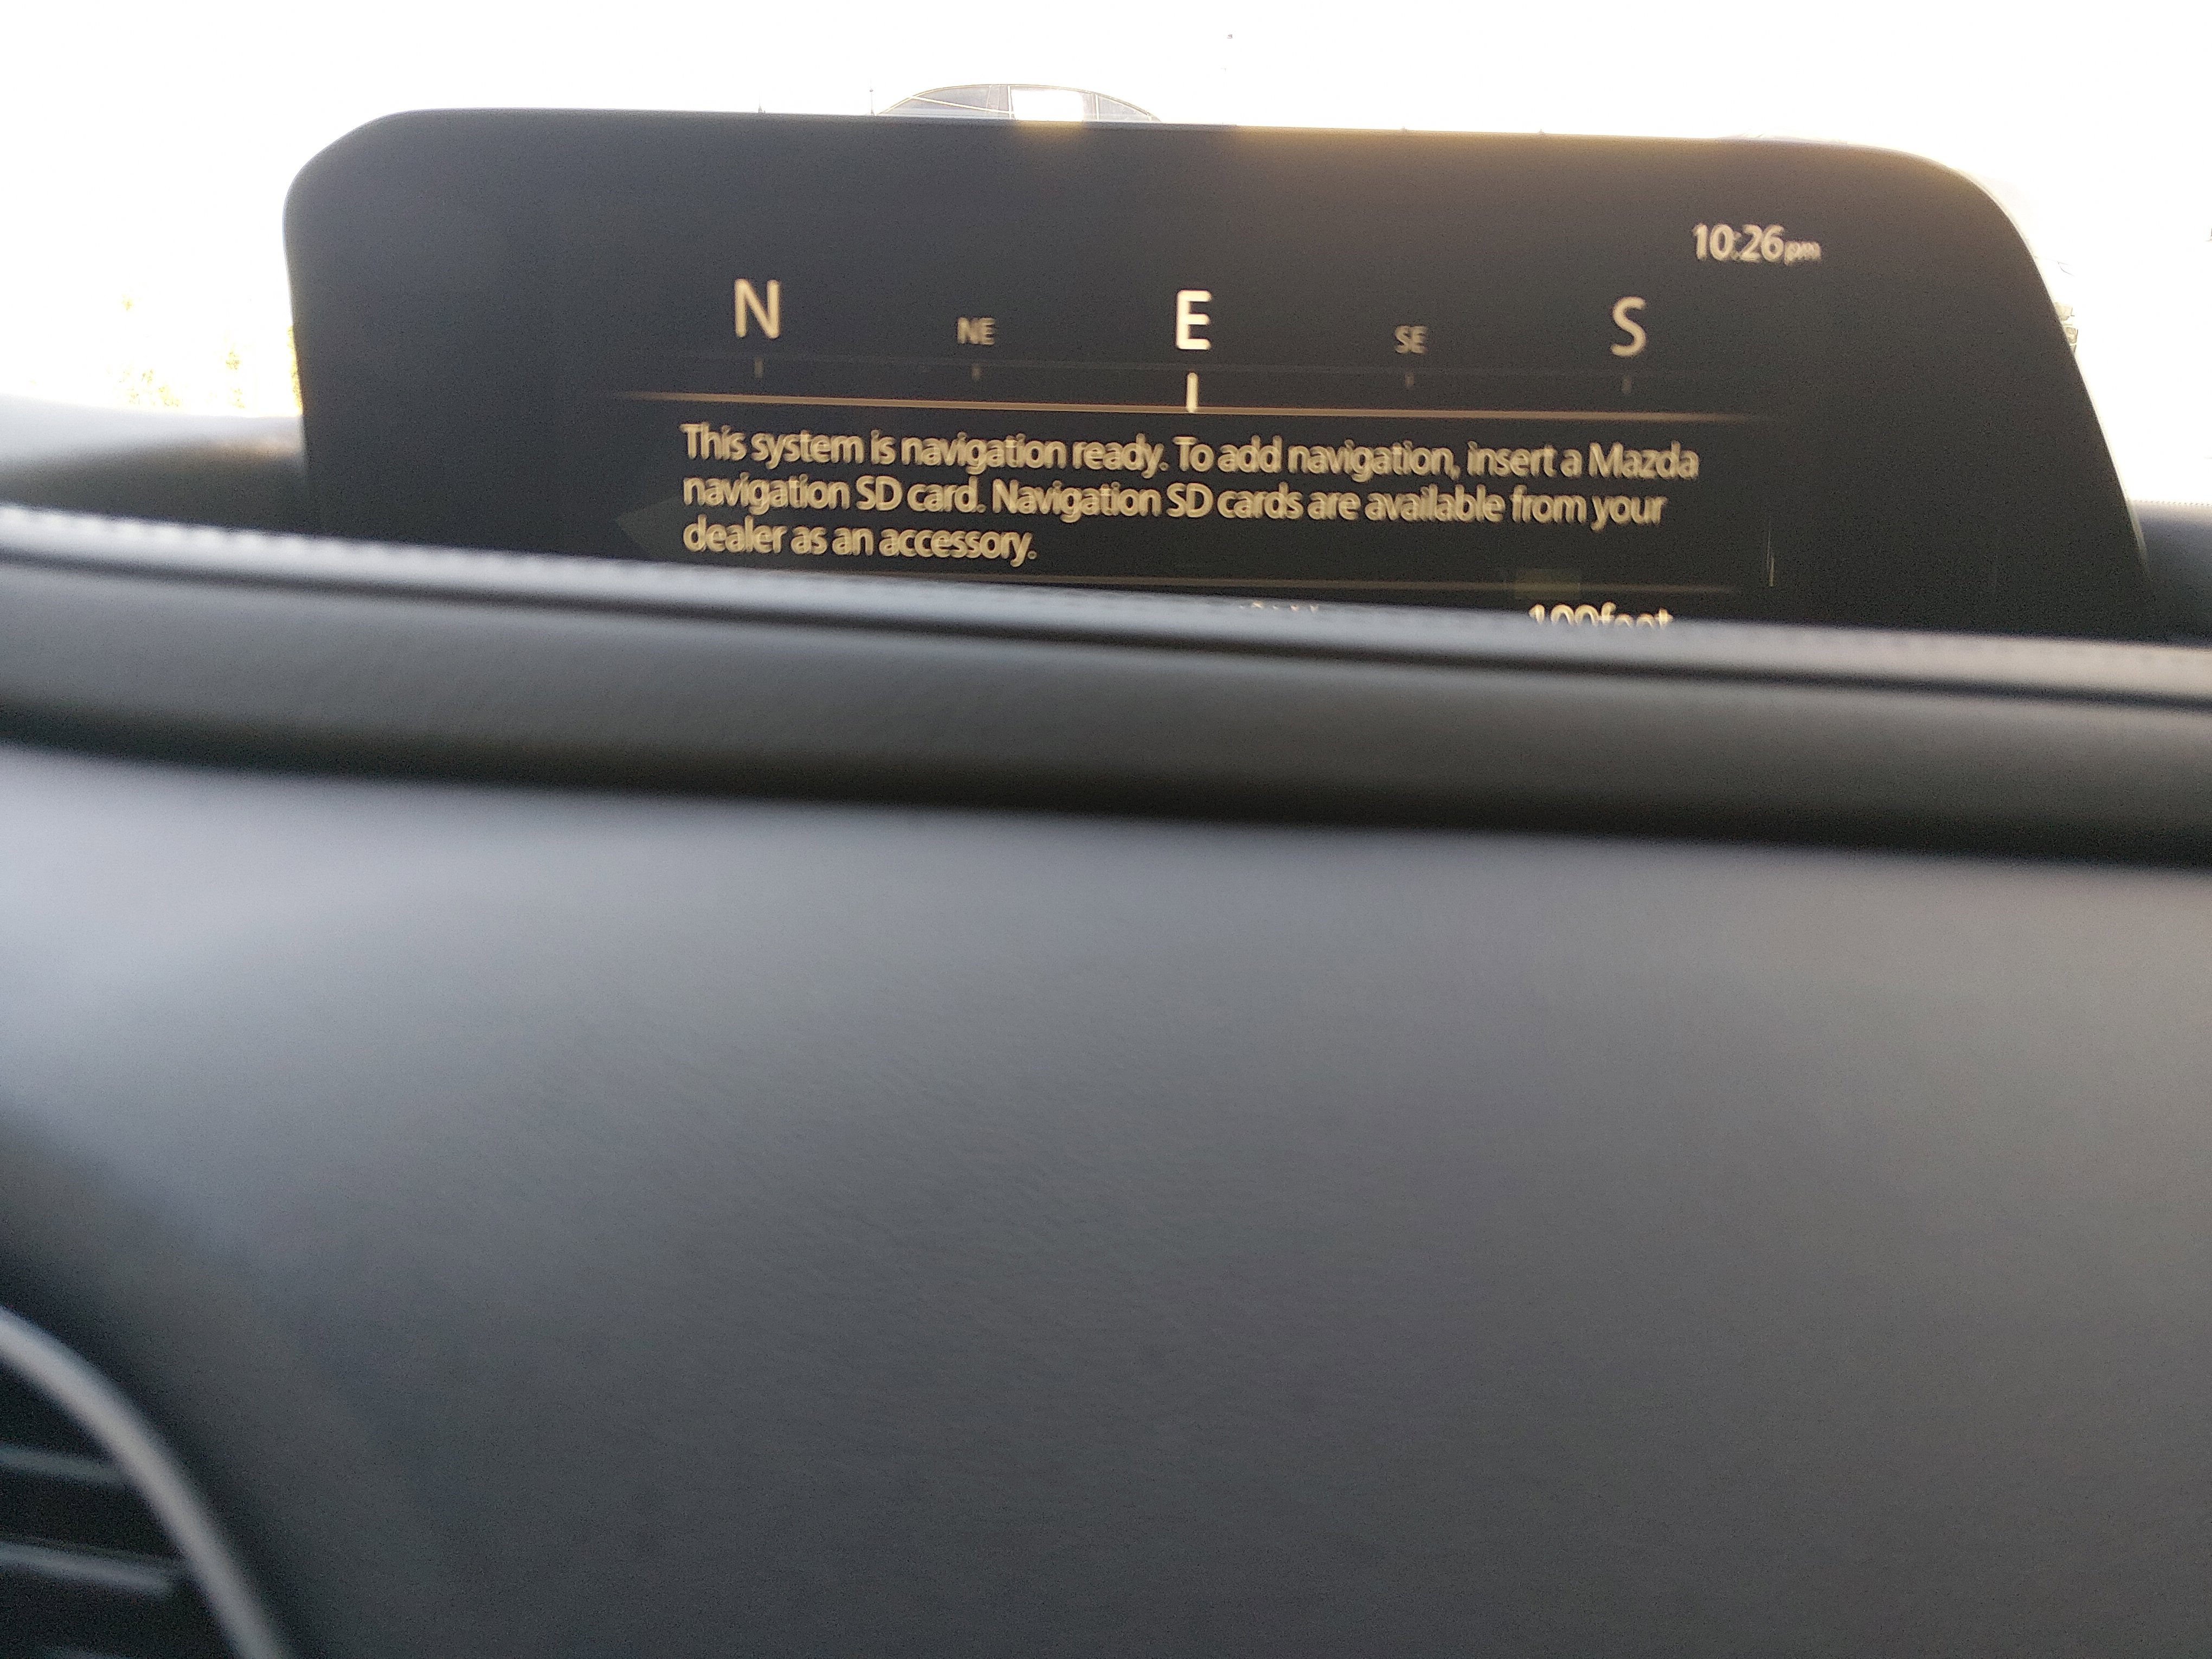 10:26pm
N NE E SE S
This system is navigation ready. To add navigation, insert a Mazda
navigation SD card. Navigation SD cards are available from your
dealer as an accessory.